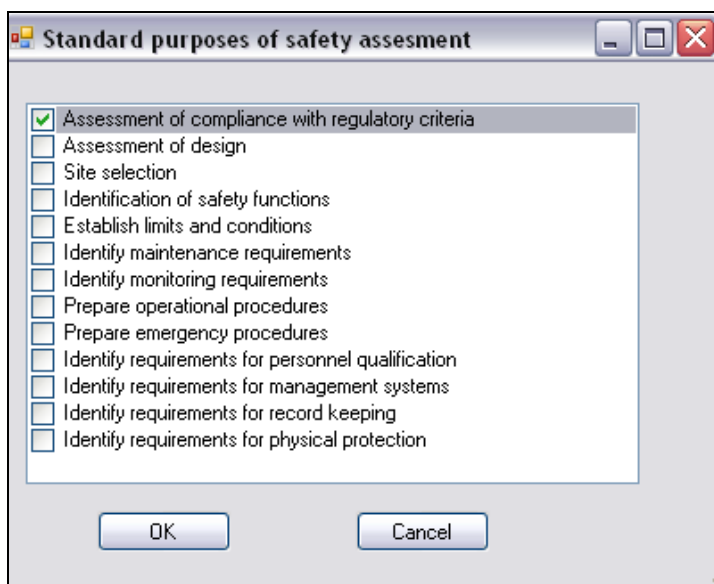 Standard purposes of safety assesment
Assessment of compliance with regulatory criteria
Assessment of design
Site selection
Identification of safety functions
Establish limits and conditions
Identify maintenance requirements
Identify monitoring requirements
Prepare operational procedures
Prepare emergency procedures
Identify requirements for personnel qualification
Identify requirements for management systems
Identify requirements for record keeping
Identify requirements for physical protection
OK Cancel